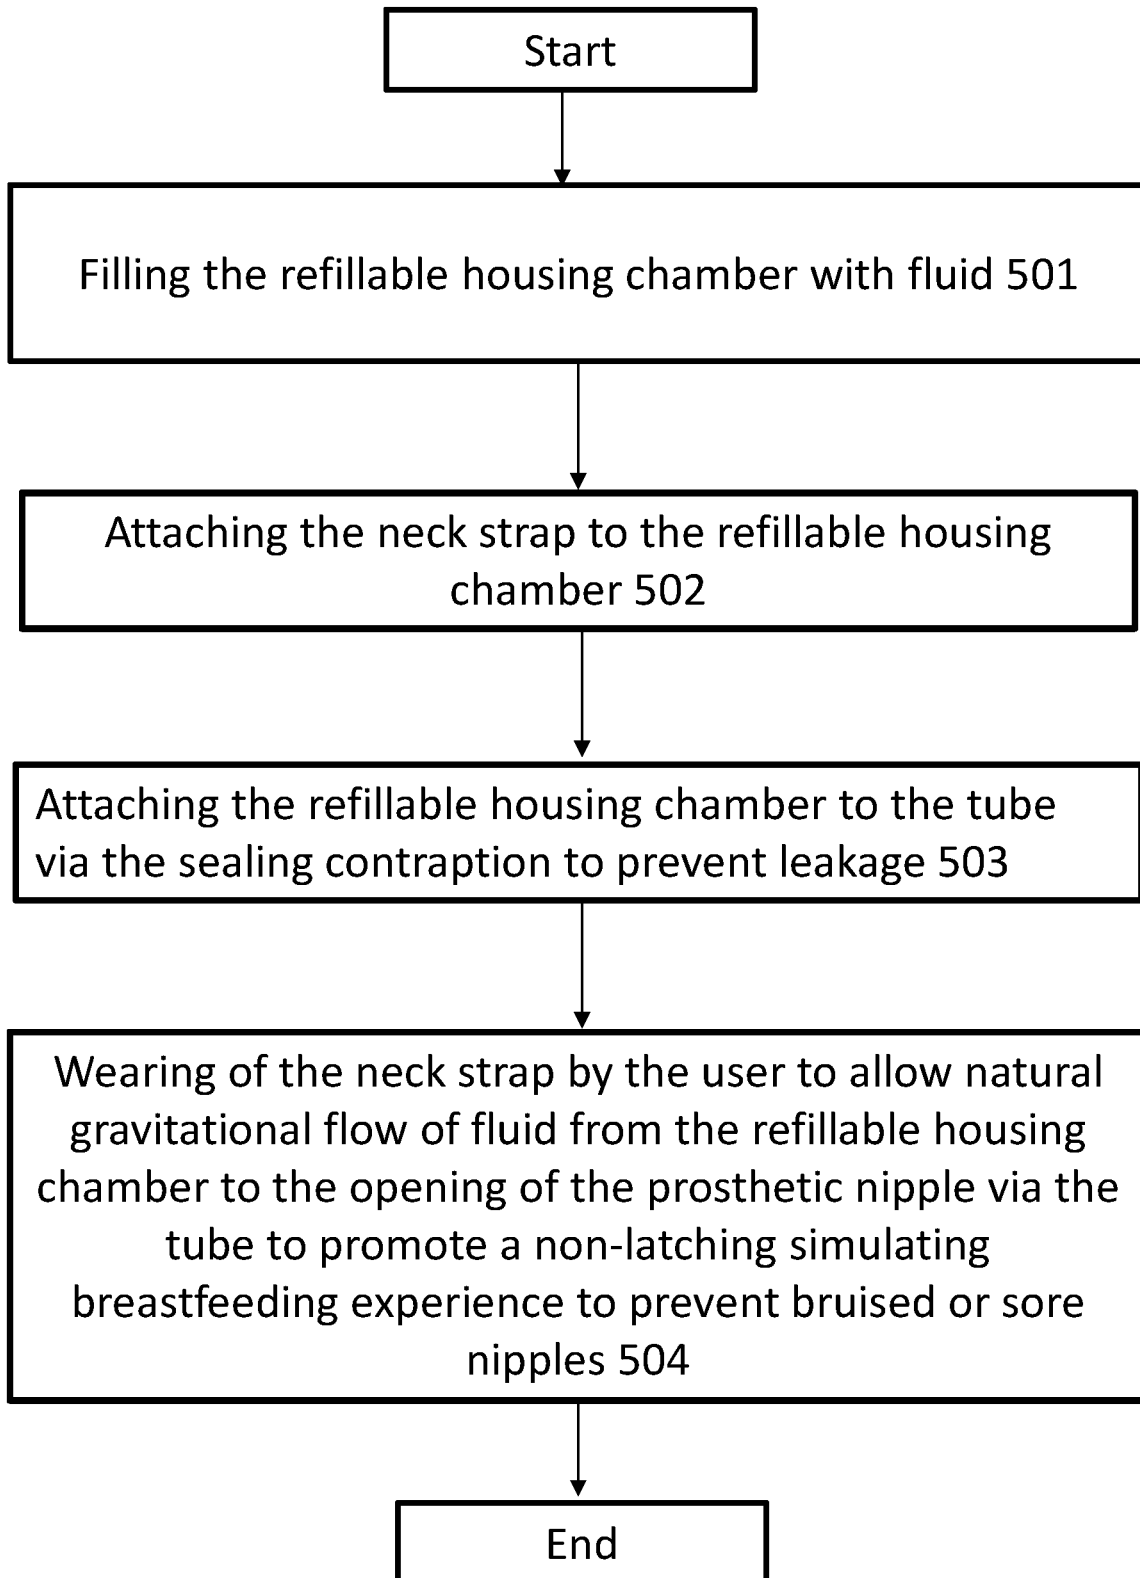 Start
Filling the refillable housing chamber with fluid 501
Attaching the neck strap to the refillable housing
chamber 502
Attaching the refillable housing chamber to the tube
via the sealing contraption to prevent leakage 503
Wearing of the neck strap by the user to allow natural
gravitational flow of fluid from the refillable housing
chamber to the opening of the prosthetic nipple via the
tube to promote a non-latching simulating
breastfeeding experience to prevent bruised or sore
nipples 504
End